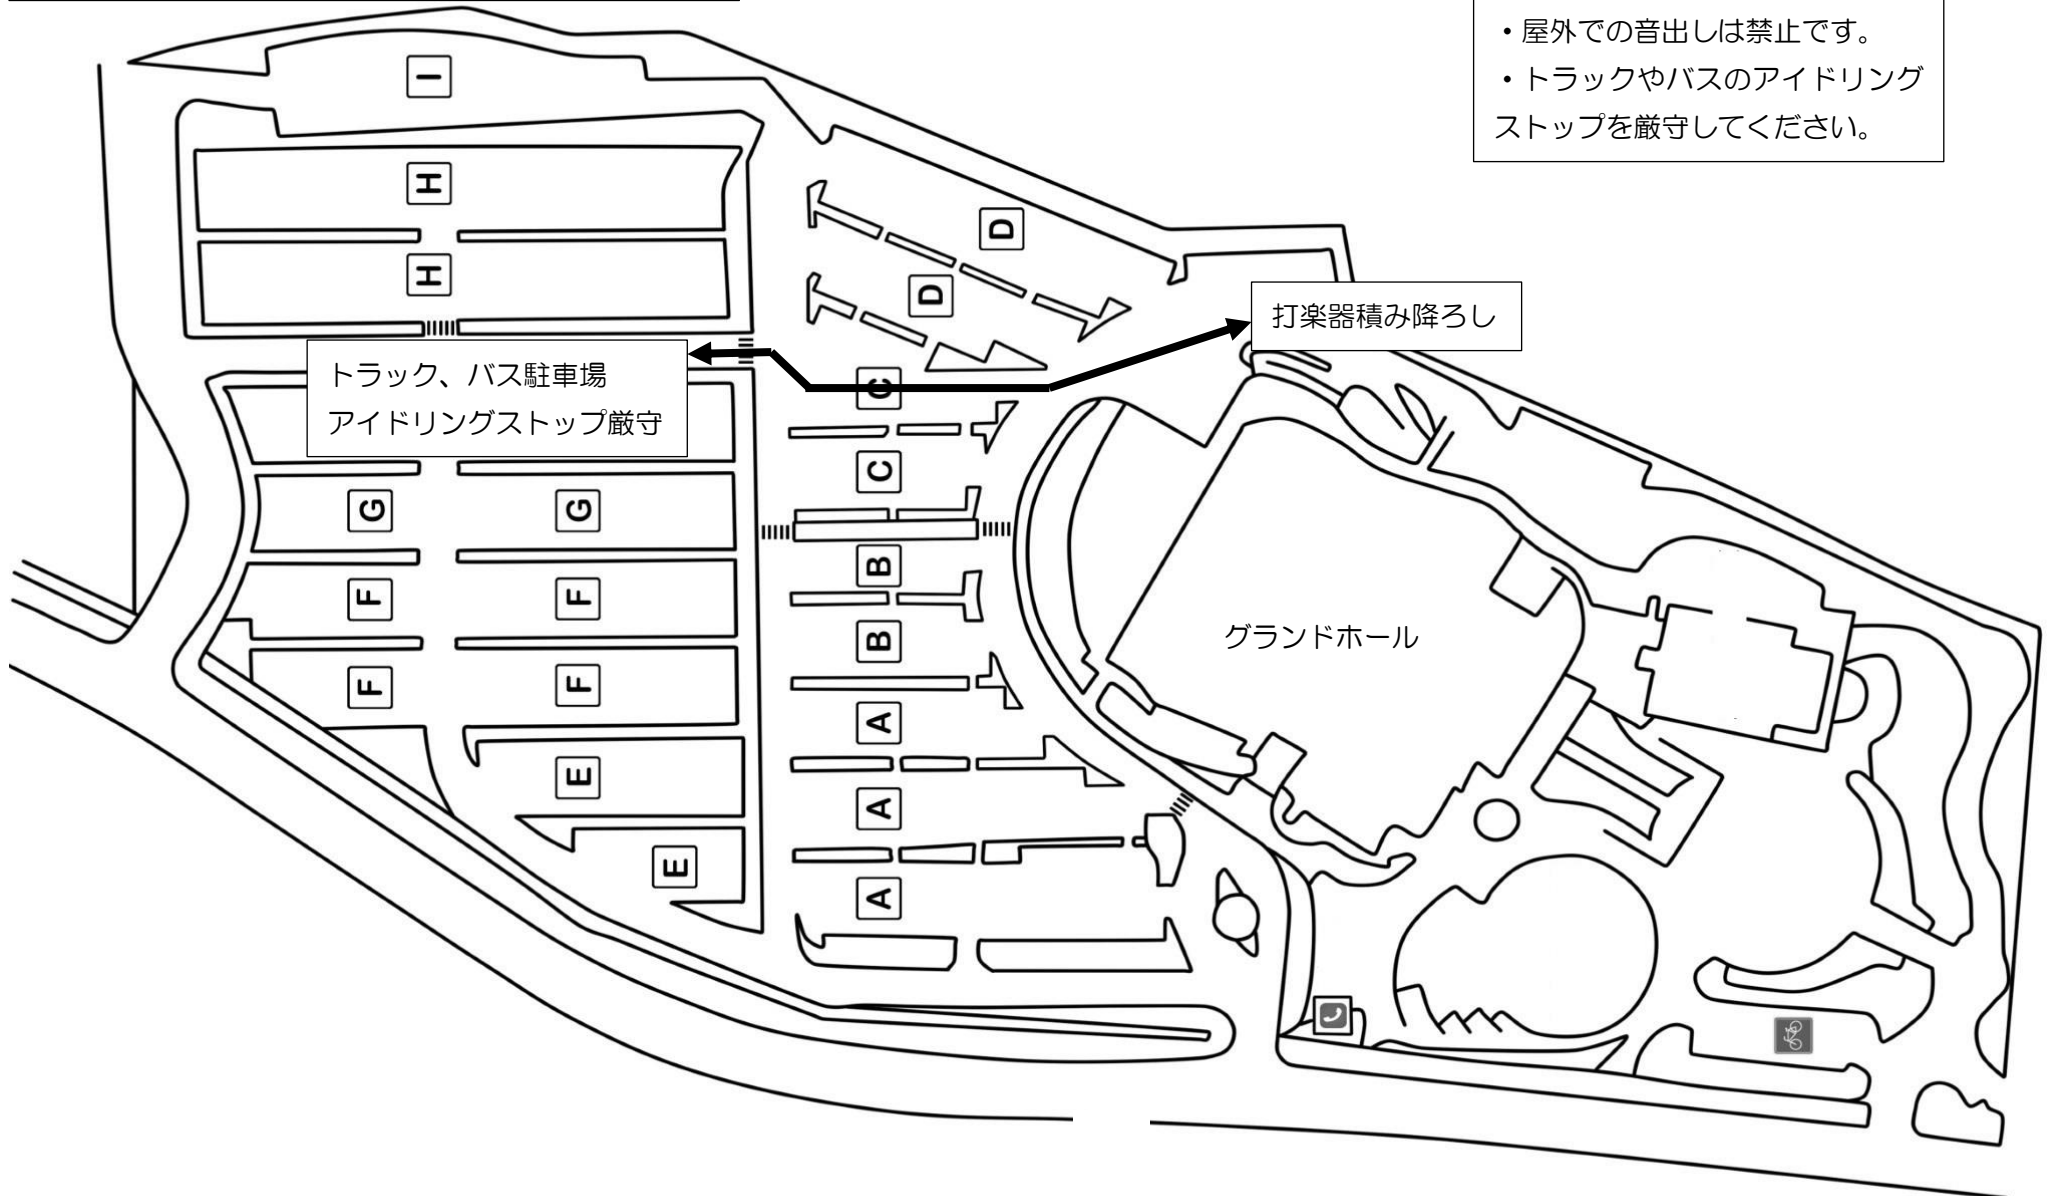 ・屋外での音出しは禁止です。
・トラックやバスのアイドリング
ストップを厳守してください。
I
H
D
H
D
打楽器積み降ろし
トラック、バス駐車場
アイドリングストップ厳守
C
C
G
G
B
F
F
B
グランドホール
F
F
A
E
A
E
A